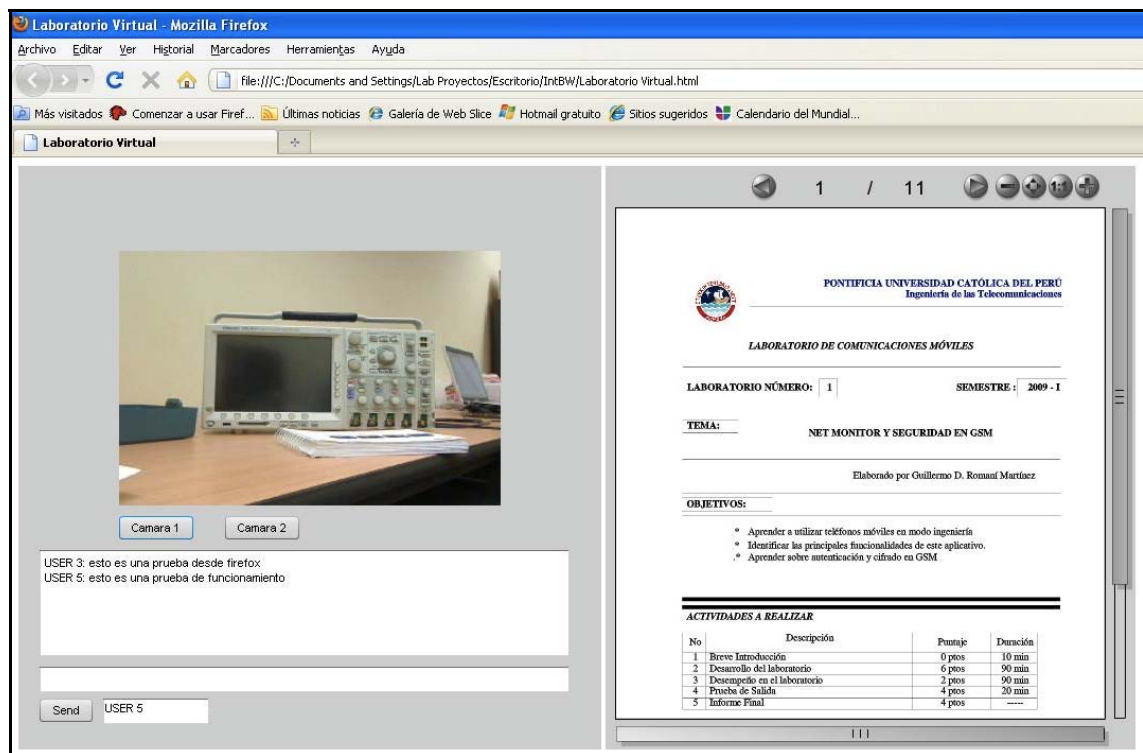 Laboratorio Virtual - Mozilla Firefox
Archivo Editar Ver Historial Marcadores Herramientas Ayuda
file:///C:/Documents and Settings/Lab Proyectos/Escritorio/IntBW/Laboratorio Virtual.html
Más visitados Comenzar a usar Firef... Últimas noticias Galería de Web Slice Hotmail gratuito Sitios sugeridos Calendario del Mundial...
Laboratorio Virtual
1 / 11 1:1
Camara 1 Camara 2
USER 3: esto es una prueba desde firefox
USER 5: esto es una prueba de funcionamiento
Send USER 5
PONTIFICIA UNIVERSIDAD CATÓLICA DEL PERÚ
Ingeniería de las Telecomunicaciones
LABORATORIO DE COMUNICACIONES MÓVILES
LABORATORIO NÚMERO: 1 SEMESTRE : 2009 - I
TEMA:
NET MONITOR Y SEGURIDAD EN GSM
Elaborado por Guillermo D. Romaní Martínez
OBJETIVOS:
* Aprender a utilizar teléfonos móviles en modo ingeniería
* Identificar las principales funcionalidades de este aplicativo.
.* Aprender sobre autenticación y cifrado en GSM
ACTIVIDADES A REALIZAR
No Descripción Puntaje Duración
1 Breve Introducción 0 ptos 10 min
2 Desarrollo del laboratorio 6 ptos 90 min
3 Desempeño en el laboratorio 2 ptos 90 min
4 Prueba de Salida 4 ptos 20 min
5 Informe Final 4 ptos -----